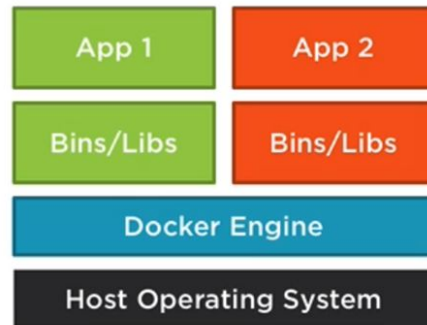 App 1
App 2
Bins/Libs
Bins/Libs
Docker Engine
Host Operating System